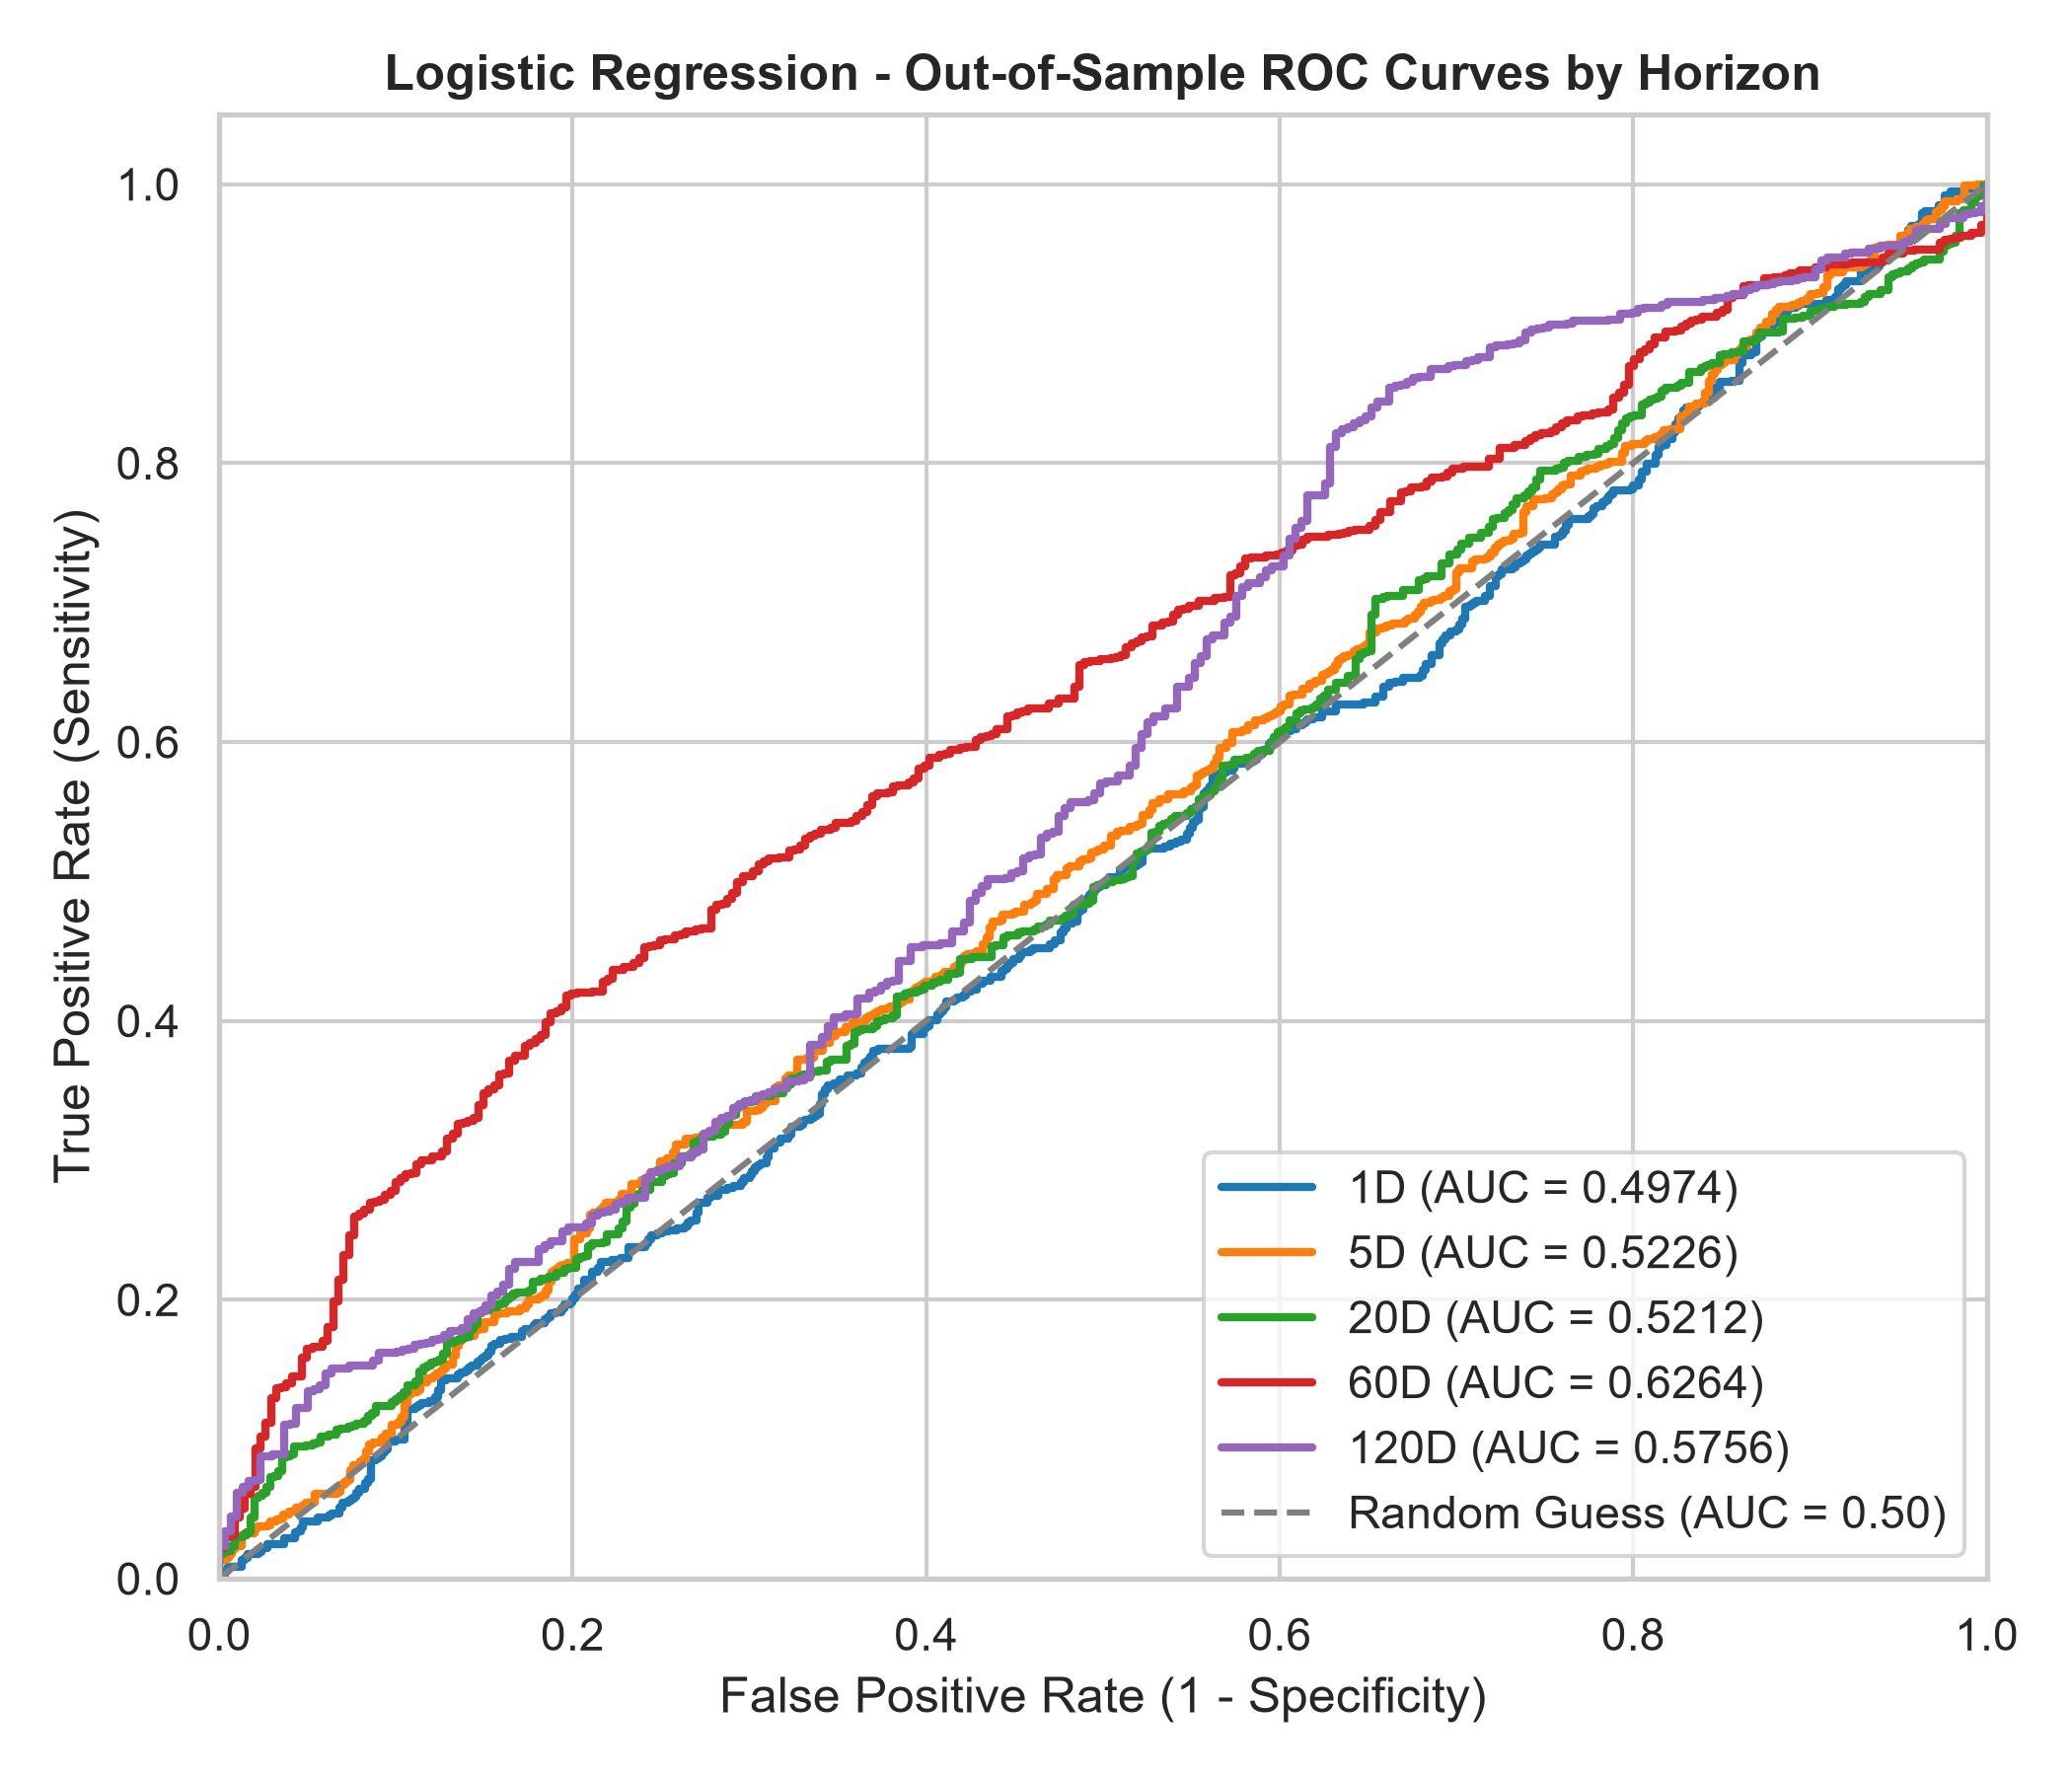 Logistic Regression - Out-of-Sample ROC Curves by Horizon
1.0
0.8
0.6
0.4
0.2
0.0
True Positive Rate (Sensitivity)
1D (AUC = 0.4974)
5D (AUC = 0.5226)
20D (AUC = 0.5212)
60D (AUC = 0.6264)
120D (AUC = 0.5756)
Random Guess (AUC = 0.50)
0.0 0.2 0.4 0.6 0.8 1.0
False Positive Rate (1 - Specificity)